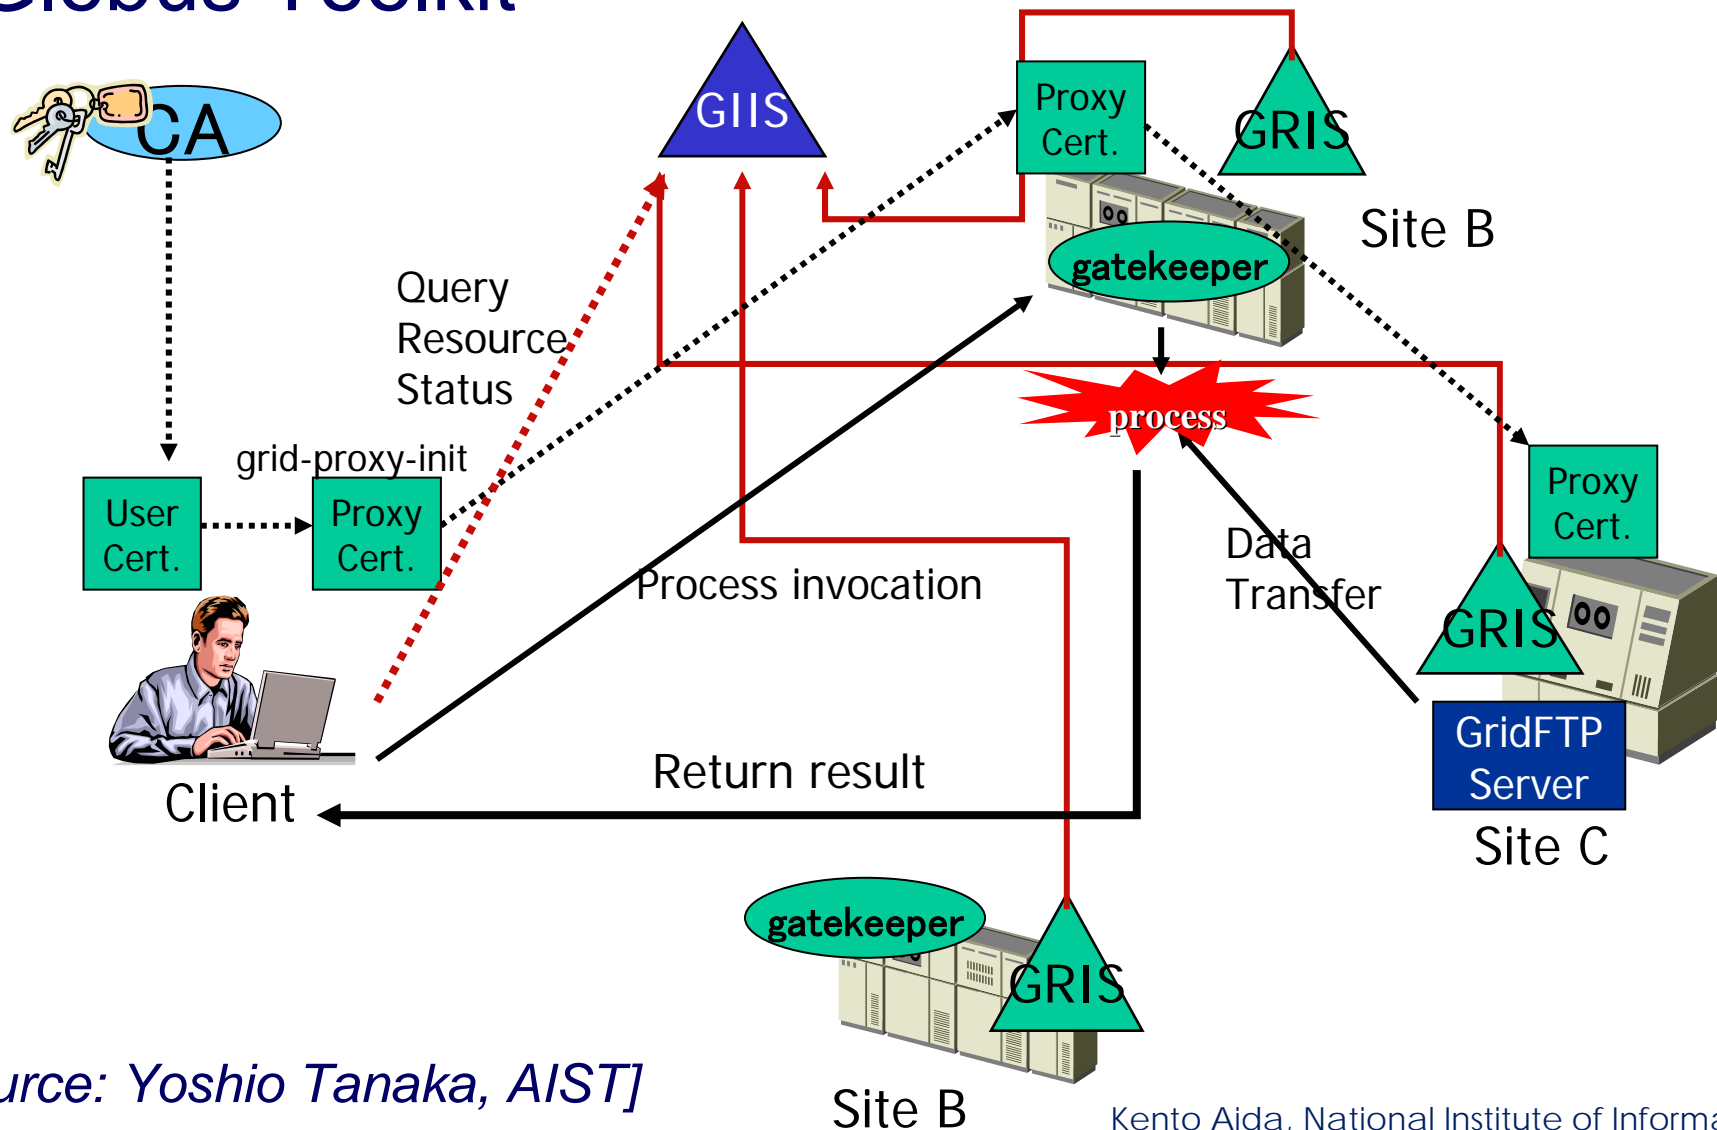 Toolkit
CA
GIIS
Proxy
Cert.
GRIS
Site B
gatekeeper
Query
Resource
Status
process
grid-proxy-init
User
Cert.
Proxy
Cert.
Proxy
Cert.
Data
Transfer
Process invocation
GRIS
Return result
GridFTP
Server
Client
Site C
gatekeeper
GRIS
Source: Yoshio Tanaka, AIST]
Site B
Kento Aida, National Institute of Informa